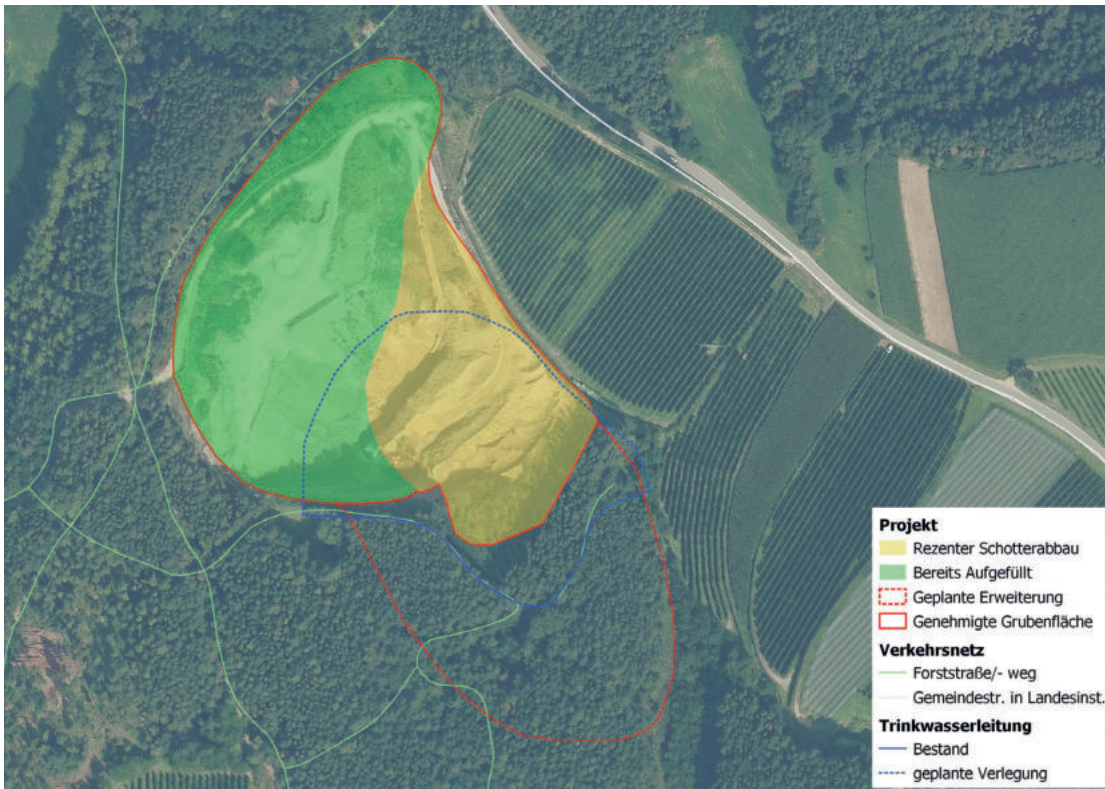 Projekt
Rezenter Schotterabbau
Bereits Aufgefüllt
Geplante Erweiterung
Genehmigte Grubenfläche
Verkehrsnetz
Forststraße/- weg
Gemeindestr. in Landesinst.
Trinkwasserleitung
Bestand
geplante Verlegung